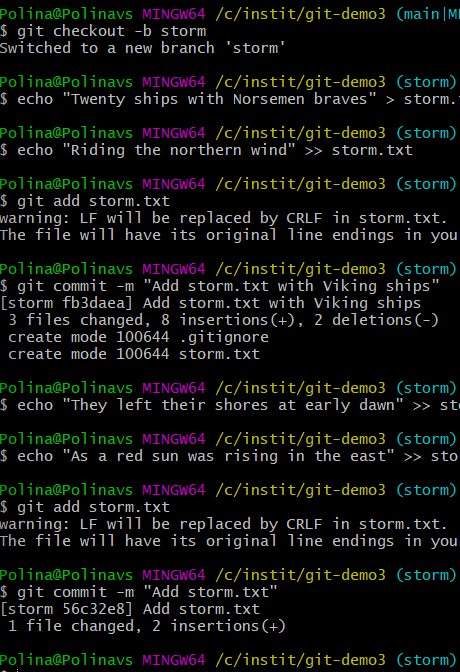 Polina@Polinavs MINGW64 /c/instit/git-demo3 (main|M
$ git checkout -b storm
Switched to a new branch 'storm'
Polina@Polinavs MINGW64 /c/instit/git-demo3 (storm)
$ echo "Twenty ships with Norsemen braves" > storm.
Polina@Polinavs MINGW64 /c/instit/git-demo3 (storm)
$ echo "Riding the northern wind" >> storm.txt
Polina@Polinavs MINGW64 /c/instit/git-demo3 (storm)
$ git add storm.txt
warning: LF will be replaced by CRLF in storm.txt.
The file will have its original line endings in you
Polina@Polinavs MINGW64 /c/instit/git-demo3 (storm)
$ git commit -m "Add storm.txt with Viking ships"
[storm fb3daea] Add storm.txt with Viking ships
3 files changed, 8 insertions(+), 2 deletions(-)
create mode 100644 .gitignore
create mode 100644 storm.txt
Polina@Polinavs MINGW64 /c/instit/git-demo3 (storm)
$ echo "They left their shores at early dawn" >> sto
Polina@Polinavs MINGW64 /c/instit/git-demo3 (storm)
$ echo "As a red sun was rising in the east" >> sto
Polina@Polinavs MINGW64 /c/instit/git-demo3 (storm)
$ git add storm.txt
warning: LF will be replaced by CRLF in storm.txt.
The file will have its original line endings in you
Polina@Polinavs MINGW64 /c/instit/git-demo3 (storm)
$ git commit -m "Add storm.txt"
[storm 56c32e8] Add storm.txt
1 file changed, 2 insertions(+)
Polina@Polinavs MINGW64 /c/instit/git-demo3 (storm)
$